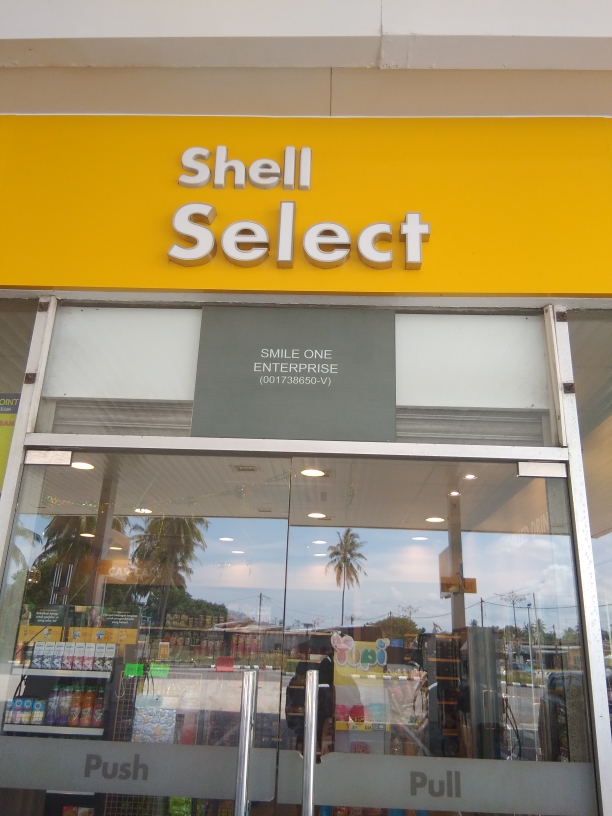 Shell
Select
SMILE ONE
ENTERPRISE
(001738650-V)
Push
Pull